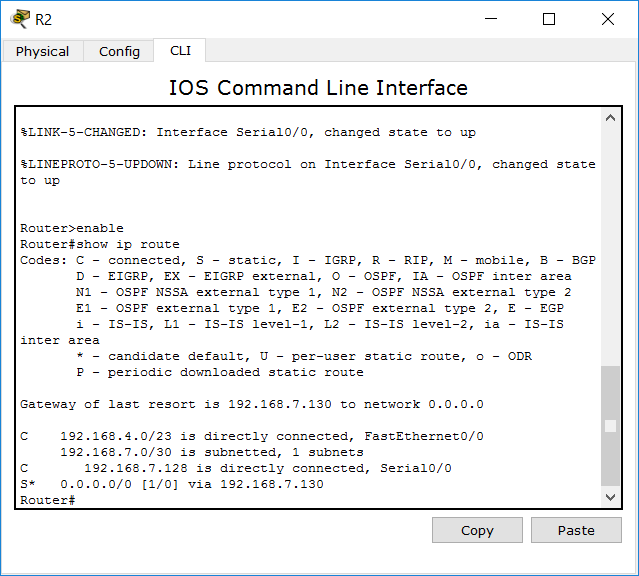 R2
Physical Config CLI
IOS Command Line Interface
%LINK-5-CHANGED: Interface Serial0/0, changed state to up
%LINEPROTO-5-UPDOWN: Line protocol on Interface Serial0/0, changed state
to up
Router>enable
Router#show ip route
Codes: C - connected, S - static, I - IGRP, R - RIP, M - mobile, B - BGP
       D - EIGRP, EX - EIGRP external, O - OSPF, IA - OSPF inter area
       N1 - OSPF NSSA external type 1, N2 - OSPF NSSA external type 2
       E1 - OSPF external type 1, E2 - OSPF external type 2, E - EGP
       i - IS-IS, L1 - IS-IS level-1, L2 - IS-IS level-2, ia - IS-IS
inter area
       * - candidate default, U - per-user static route, o - ODR
       P - periodic downloaded static route
Gateway of last resort is 192.168.7.130 to network 0.0.0.0
C    192.168.4.0/23 is directly connected, FastEthernet0/0
     192.168.7.0/30 is subnetted, 1 subnets
C       192.168.7.128 is directly connected, Serial0/0
S*   0.0.0.0/0 [1/0] via 192.168.7.130
Router#
Copy Paste